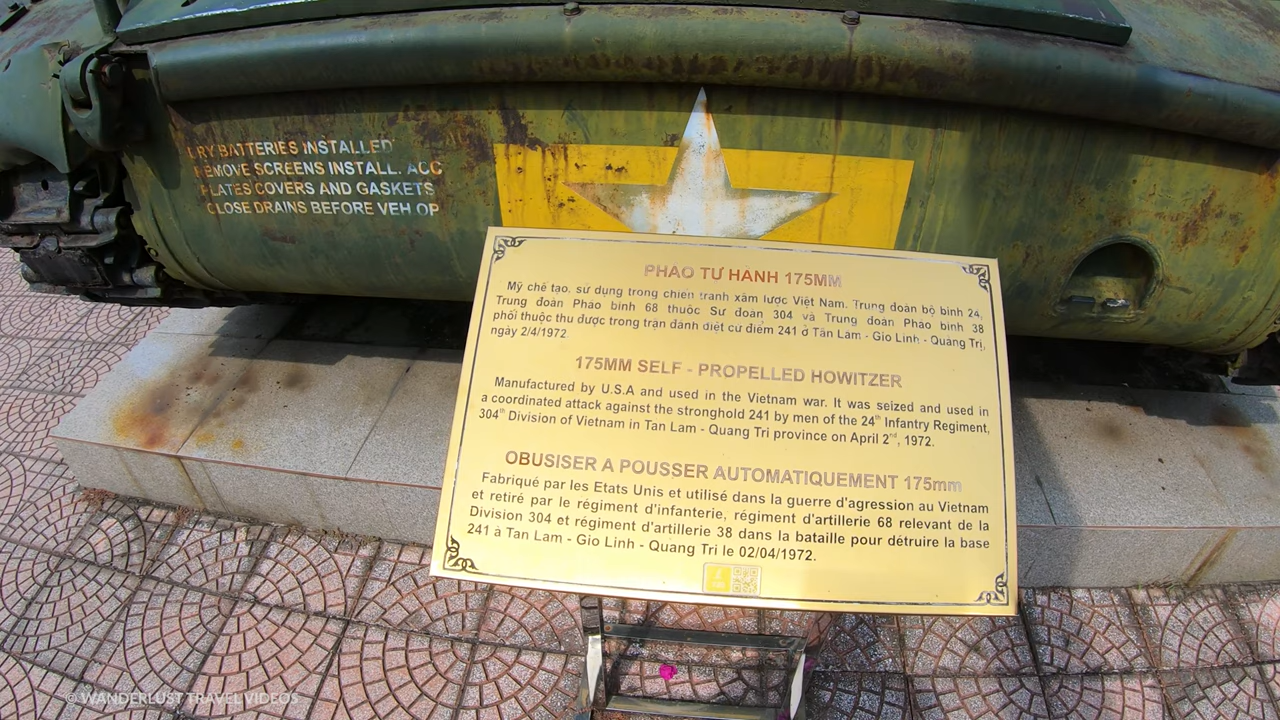 RY BATTERIES INSTALLED
REMOVE SCREENS INSTALL. ACC
PLATES COVERS AND GASKETS
CLOSE DRAINS BEFORE VEH OP
PHÁO TỰ HÀNH 175MM
Mỹ chế tạo, sử dụng trong chiến tranh xâm lược Việt Nam. Trung đoàn bộ binh 24,
Trung đoàn Pháo binh 68 thuộc Sư đoàn 304 và Trung đoàn Pháo binh 38
phối thuộc thu được trong trận đánh diệt cứ điểm 241 ở Tân Lâm - Gio Linh - Quảng Trị,
ngày 2/4/1972.
175MM SELF - PROPELLED HOWITZER
Manufactured by U.S.A and used in the Vietnam war. It was seized and used in
a coordinated attack against the stronghold 241 by men of the 24th Infantry Regiment,
304th Division of Vietnam in Tan Lam - Quang Tri province on April 2nd, 1972.
OBUSISER A POUSSER AUTOMATIQUEMENT 175mm
Fabriqué par les Etats Unis et utilisé dans la guerre d'agression au Vietnam
et retiré par le régiment d'infanterie, régiment d'artillerie 68 relevant de la
Division 304 et régiment d'artillerie 38 dans la bataille pour détruire la base
241 à Tan Lam - Gio Linh - Quang Tri le 02/04/1972.
© WANDERLUST TRAVEL VIDEOS